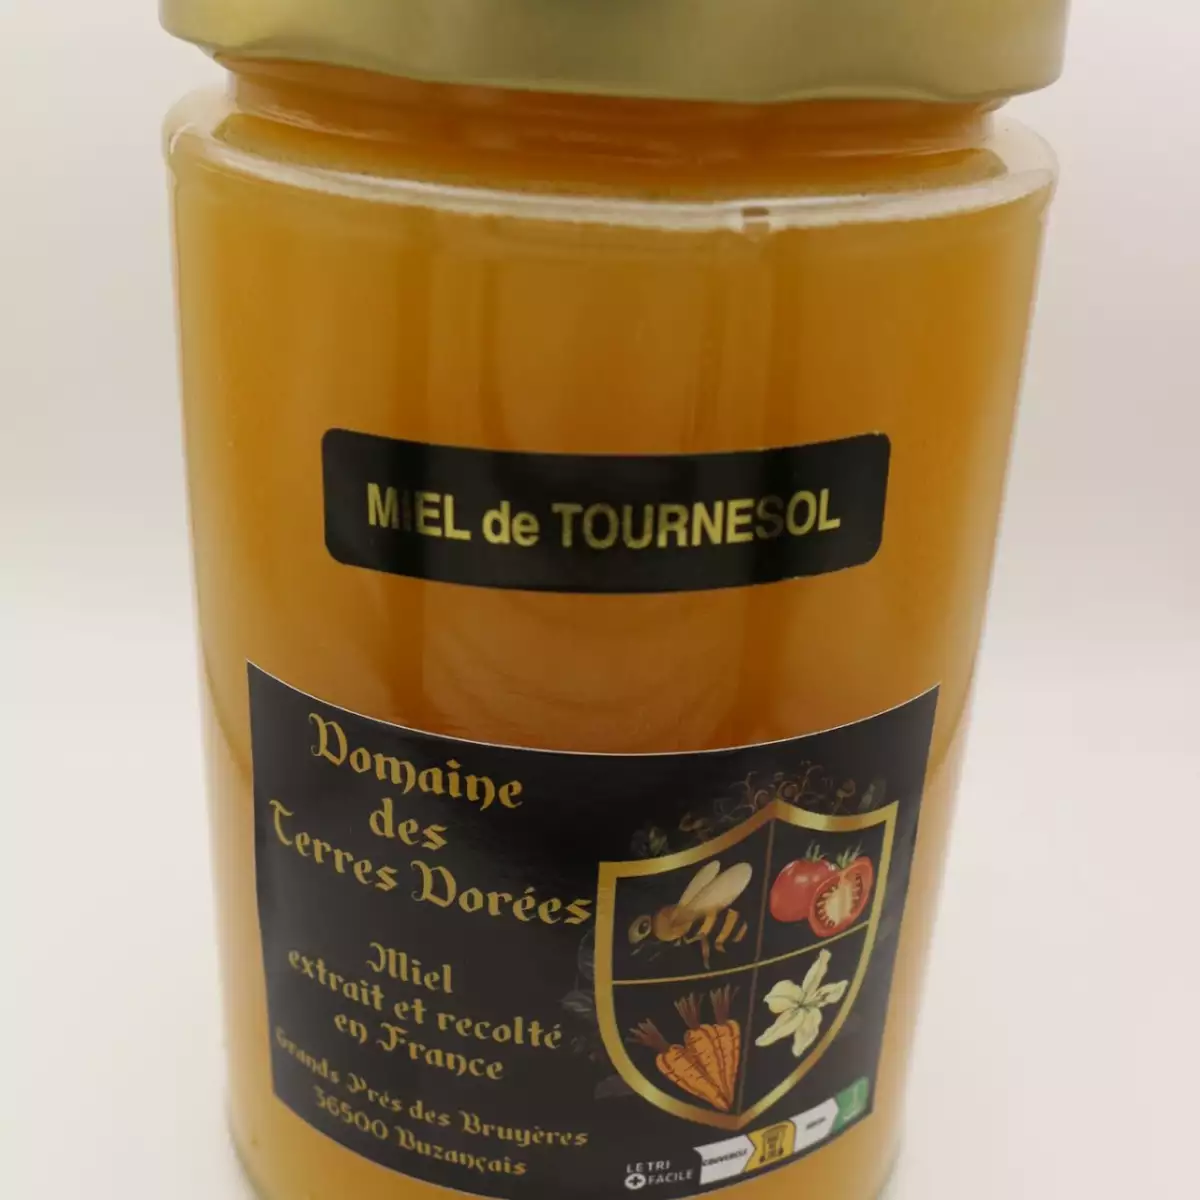 MIEL de TOURNESOL
Domaine
des
Terres Dorées
Miel
extrait et recolté
en France
Grands Prés des Bruyères
36500 Buzançais
LE TRI
+ FACILE
COUVERCLE